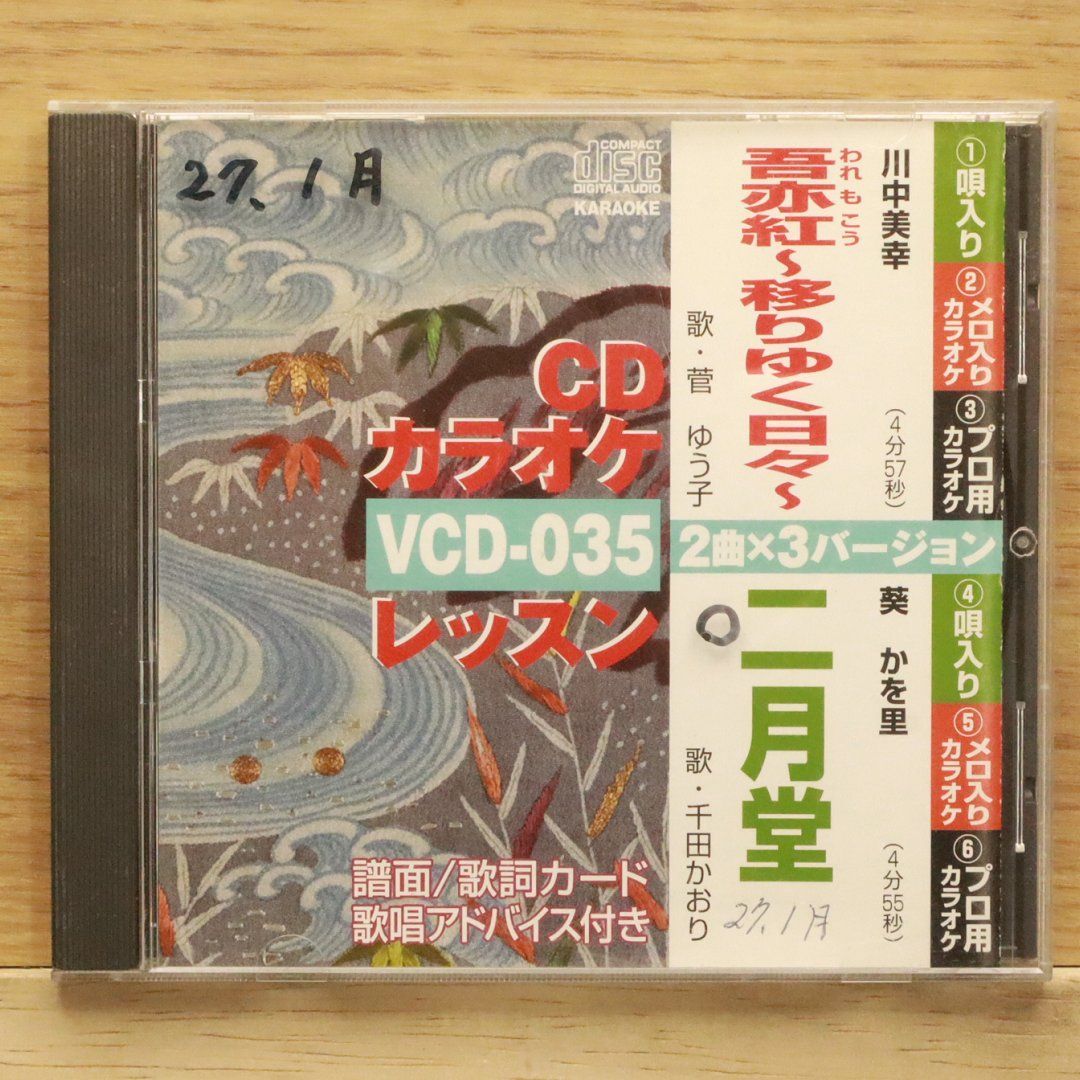 27.1月
COMPACT
disc
DIGITAL AUDIO
KARAOKE
CD
カラオケ
VCD-035
レッスン
譜面/歌詞カード
歌唱アドバイス付き
①唄入り
②メロ入りカラオケ
③プロ用カラオケ
川中美幸
(4分57秒)
われもこう
吾亦紅~移りゆく日々~
歌・菅 ゆう子
2曲×3バージョン
④唄入り
⑤メロ入りカラオケ
⑥プロ用カラオケ
葵 かを里
(4分55秒)
二月堂
27.1月
歌・千田かおり